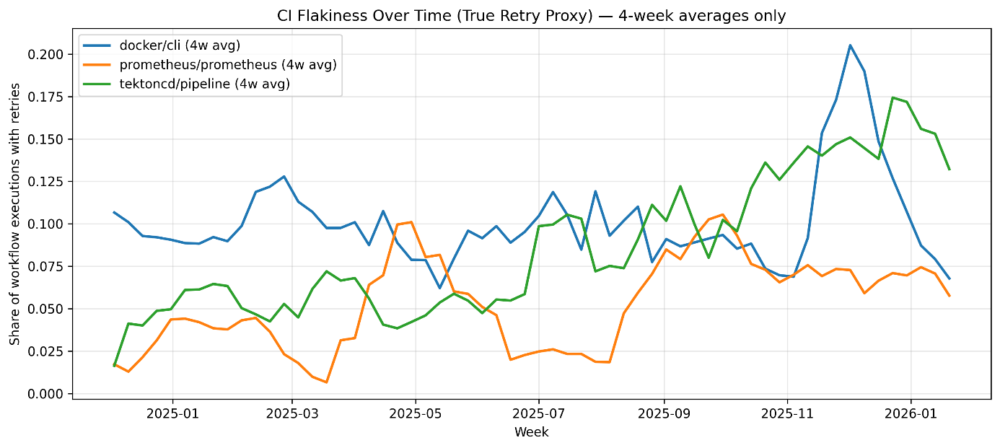 CI Flakiness Over Time (True Retry Proxy) — 4-week averages only
docker/cli (4w avg)
prometheus/prometheus (4w avg)
tektoncd/pipeline (4w avg)
Share of workflow executions with retries
0.200
0.175
0.150
0.125
0.100
0.075
0.050
0.025
0.000
2025-01 2025-03 2025-05 2025-07 2025-09 2025-11 2026-01
Week